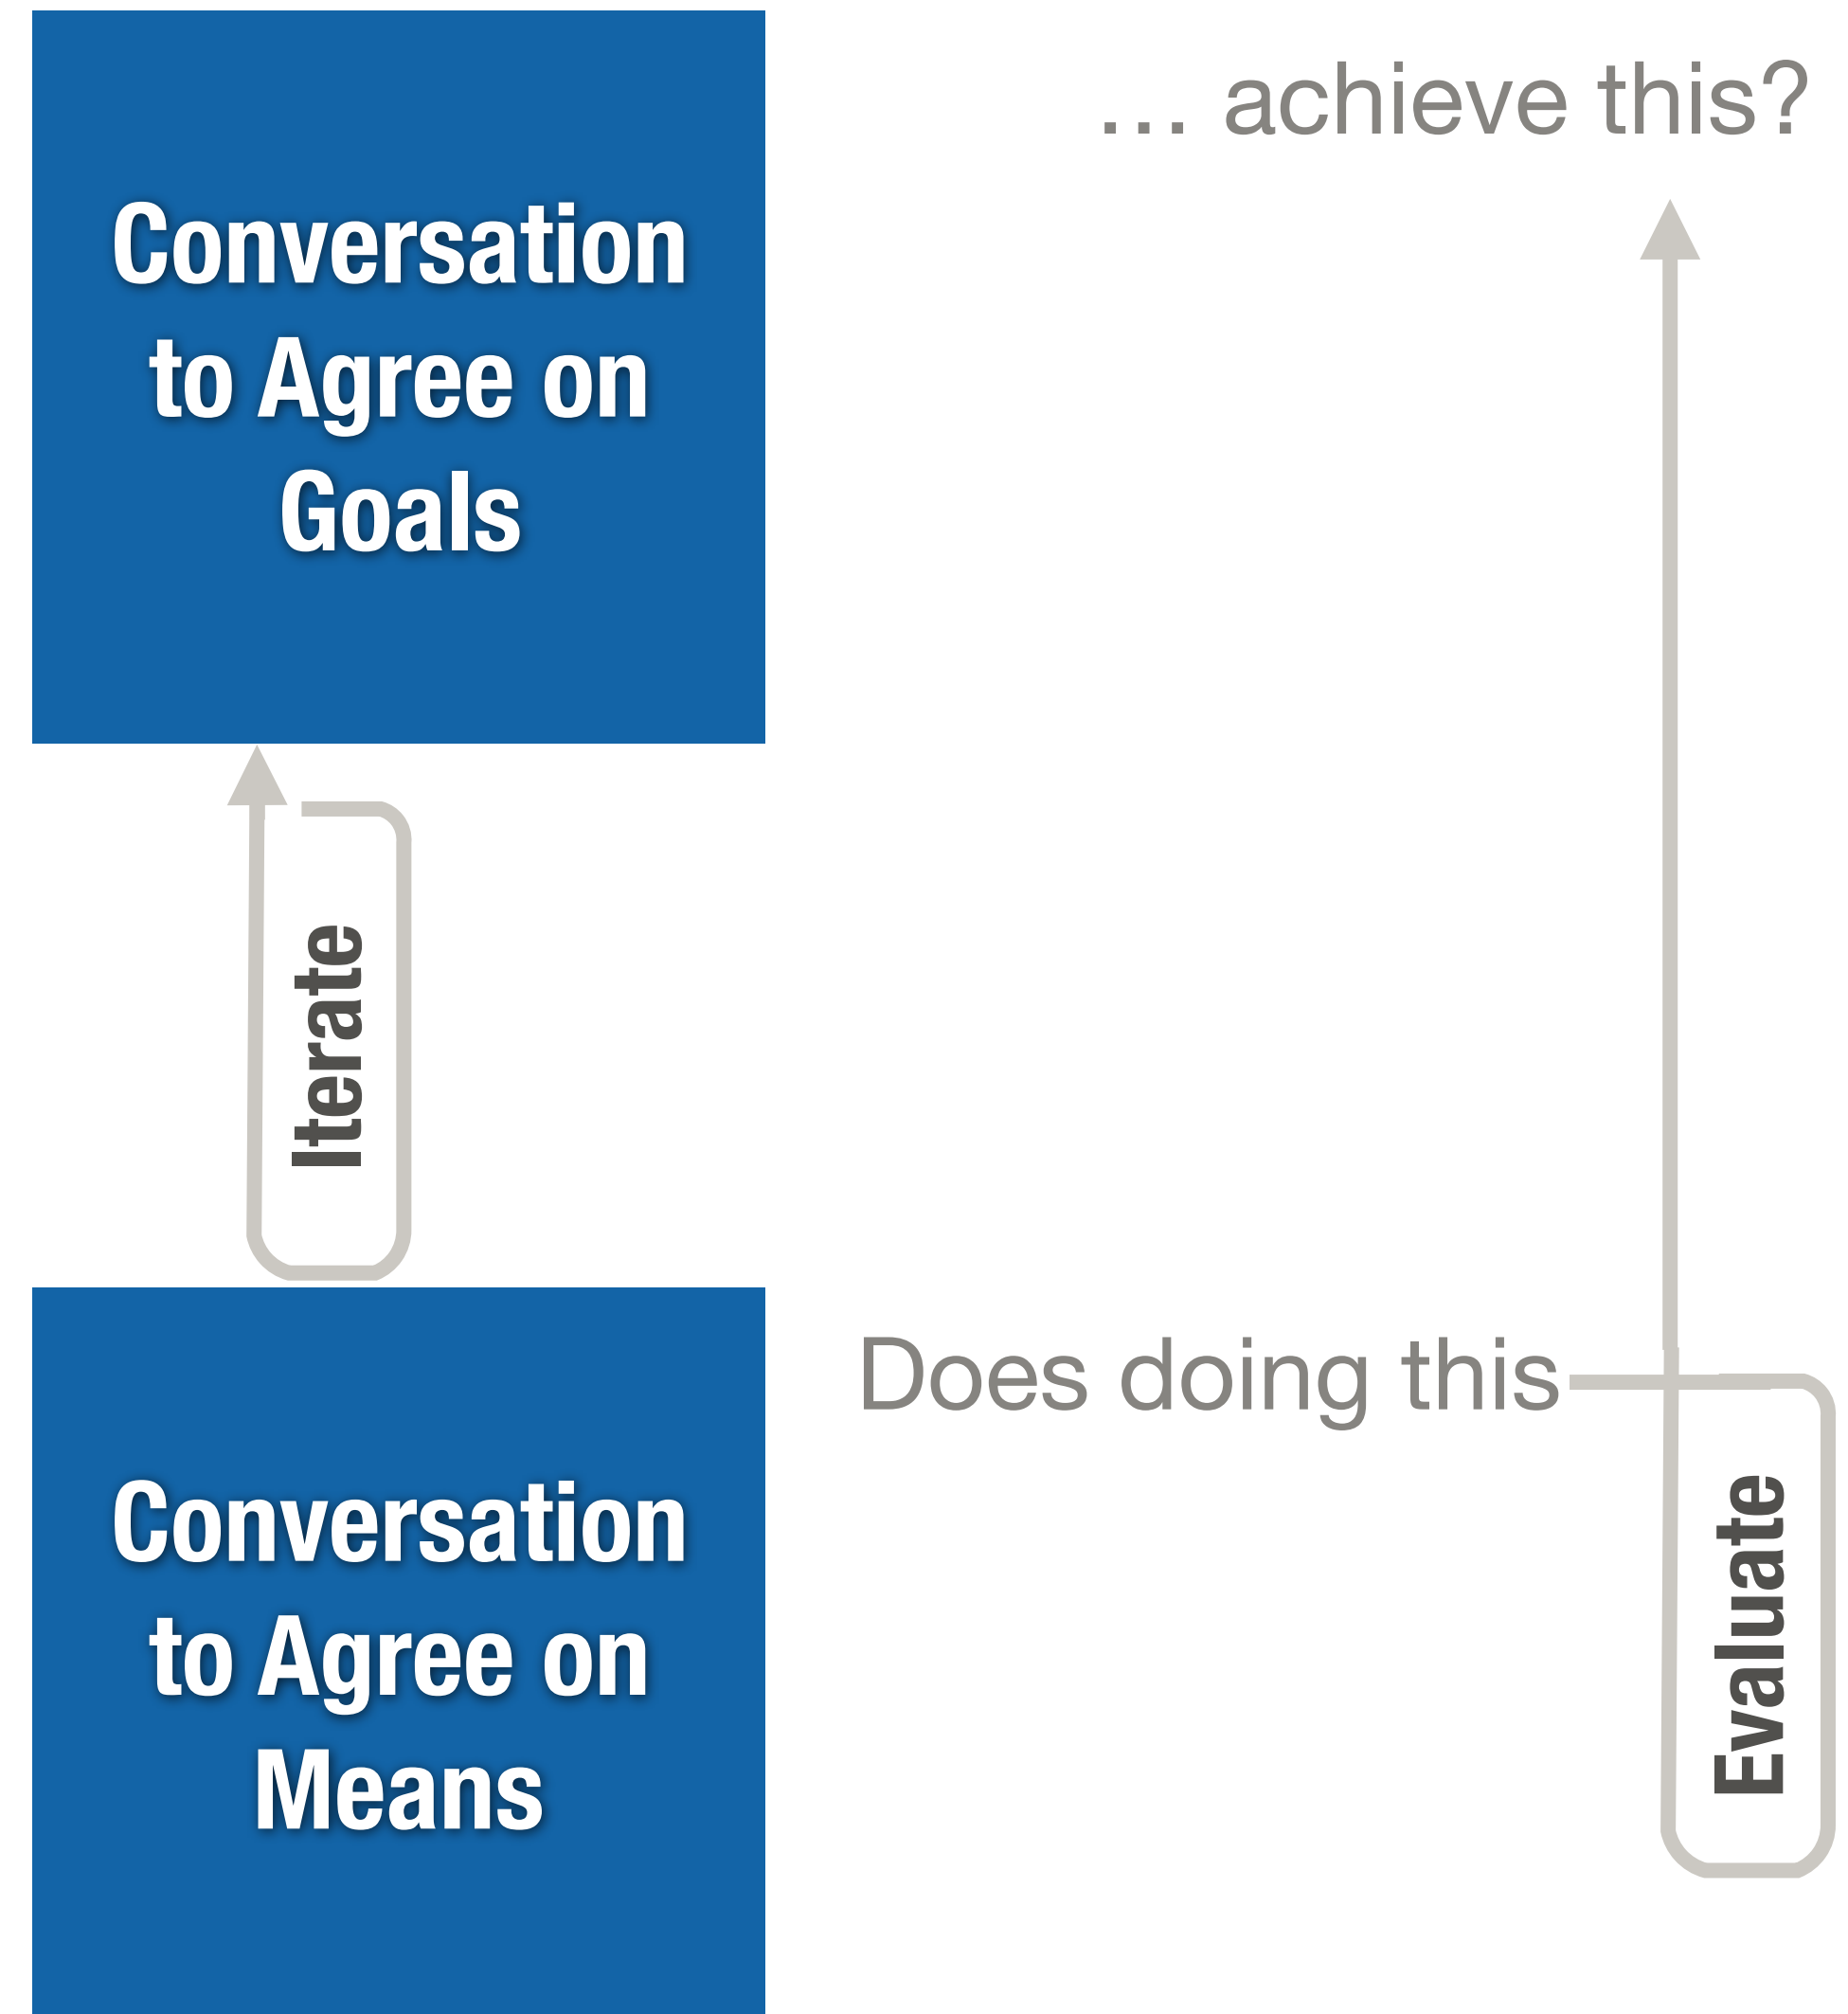 ... achieve this?
Conversation
to Agree on
Goals
Iterate
Does doing this
Conversation
to Agree on
Means
Evaluate